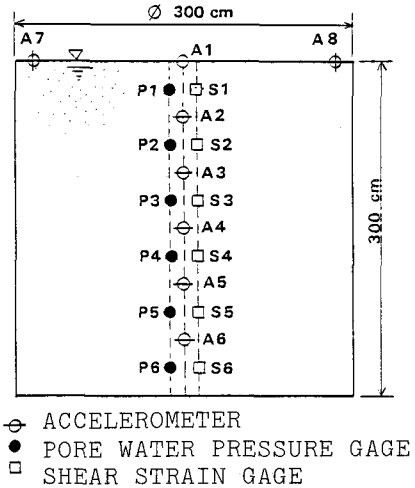 Ø 300 cm
A7 A1 A8
P1 S1
A2
P2 S2
A3
P3 S3
A4
300 cm
P4 S4
A5
P5 S5
A6
P6 S6
ACCELEROMETER
PORE WATER PRESSURE GAGE
SHEAR STRAIN GAGE